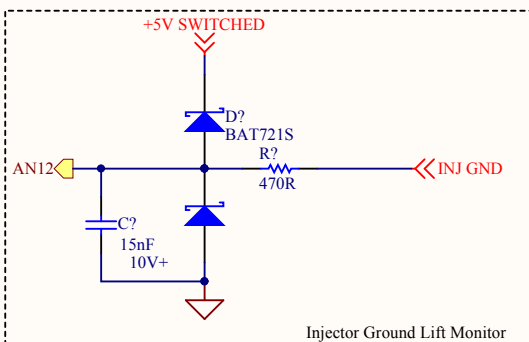 +5V SWITCHED
D?
BAT721S
AN12
R?
470R
INJ GND
C?
15nF
10V+
Injector Ground Lift Monitor